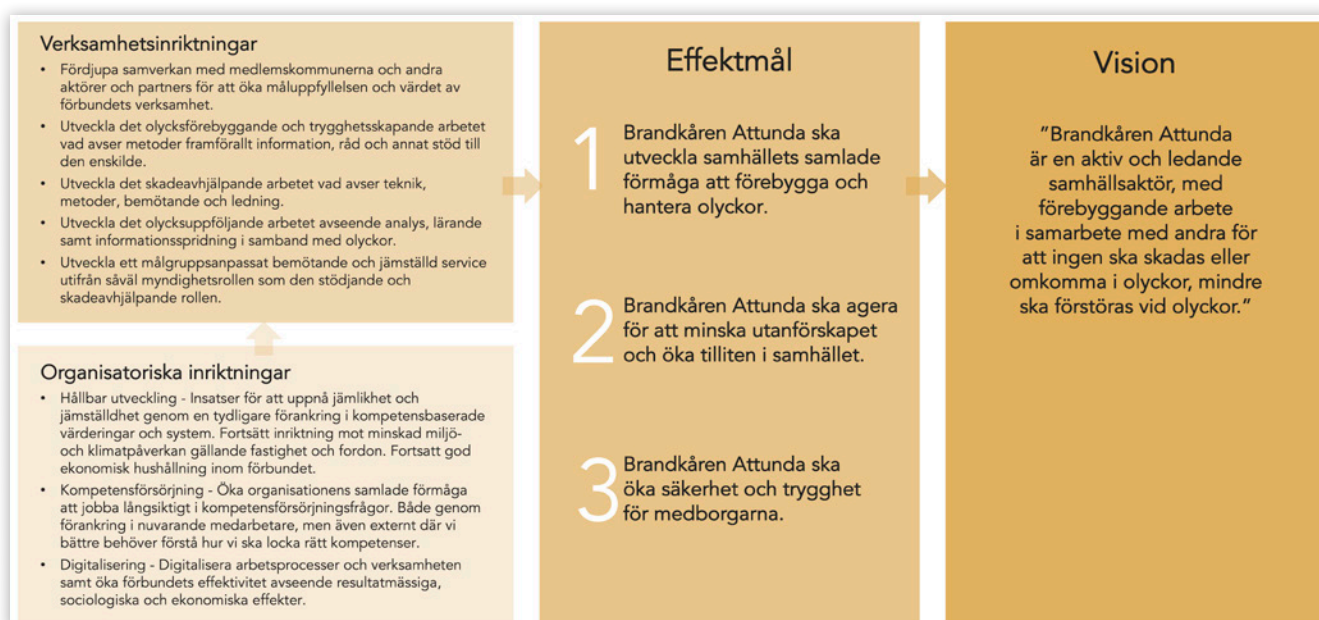 Verksamhetsinriktningar
• Fördjupa samverkan med medlemskommunerna och andra
aktörer och partners för att öka måluppfyllelsen och värdet av
förbundets verksamhet.
• Utveckla det olycksförebyggande och trygghetsskapande arbetet
vad avser metoder framförallt information, råd och annat stöd till
den enskilde.
• Utveckla det skadeavhjälpande arbetet vad avser teknik,
metoder, bemötande och ledning.
• Utveckla det olycksuppföljande arbetet avseende analys, lärande
samt informationsspridning i samband med olyckor.
• Utveckla ett målgruppsanpassat bemötande och jämställd service
utifrån såväl myndighetsrollen som den stödjande och
skadeavhjälpande rollen.
Organisatoriska inriktningar
• Hållbar utveckling - Insatser för att uppnå jämlikhet och
jämställdhet genom en tydligare förankring i kompetensbaserade
värderingar och system. Fortsätt inriktning mot minskad miljö-
och klimatpåverkan gällande fastighet och fordon. Fortsatt god
ekonomisk hushållning inom förbundet.
• Kompetensförsörjning - Öka organisationens samlade förmåga
att jobba långsiktigt i kompetensförsörjningsfrågor. Både genom
förankring i nuvarande medarbetare, men även externt där vi
bättre behöver förstå hur vi ska locka rätt kompetenser.
• Digitalisering - Digitalisera arbetsprocesser och verksamheten
samt öka förbundets effektivitet avseende resultatmässiga,
sociologiska och ekonomiska effekter.
Effektmål
1
Brandkåren Attunda ska
utveckla samhällets samlade
förmåga att förebygga och
hantera olyckor.
2
Brandkåren Attunda ska agera
för att minska utanförskapet
och öka tilliten i samhället.
3
Brandkåren Attunda ska
öka säkerhet och trygghet
för medborgarna.
Vision
”Brandkåren Attunda
är en aktiv och ledande
samhällsaktör, med
förebyggande arbete
i samarbete med andra för
att ingen ska skadas eller
omkomma i olyckor, mindre
ska förstöras vid olyckor.”